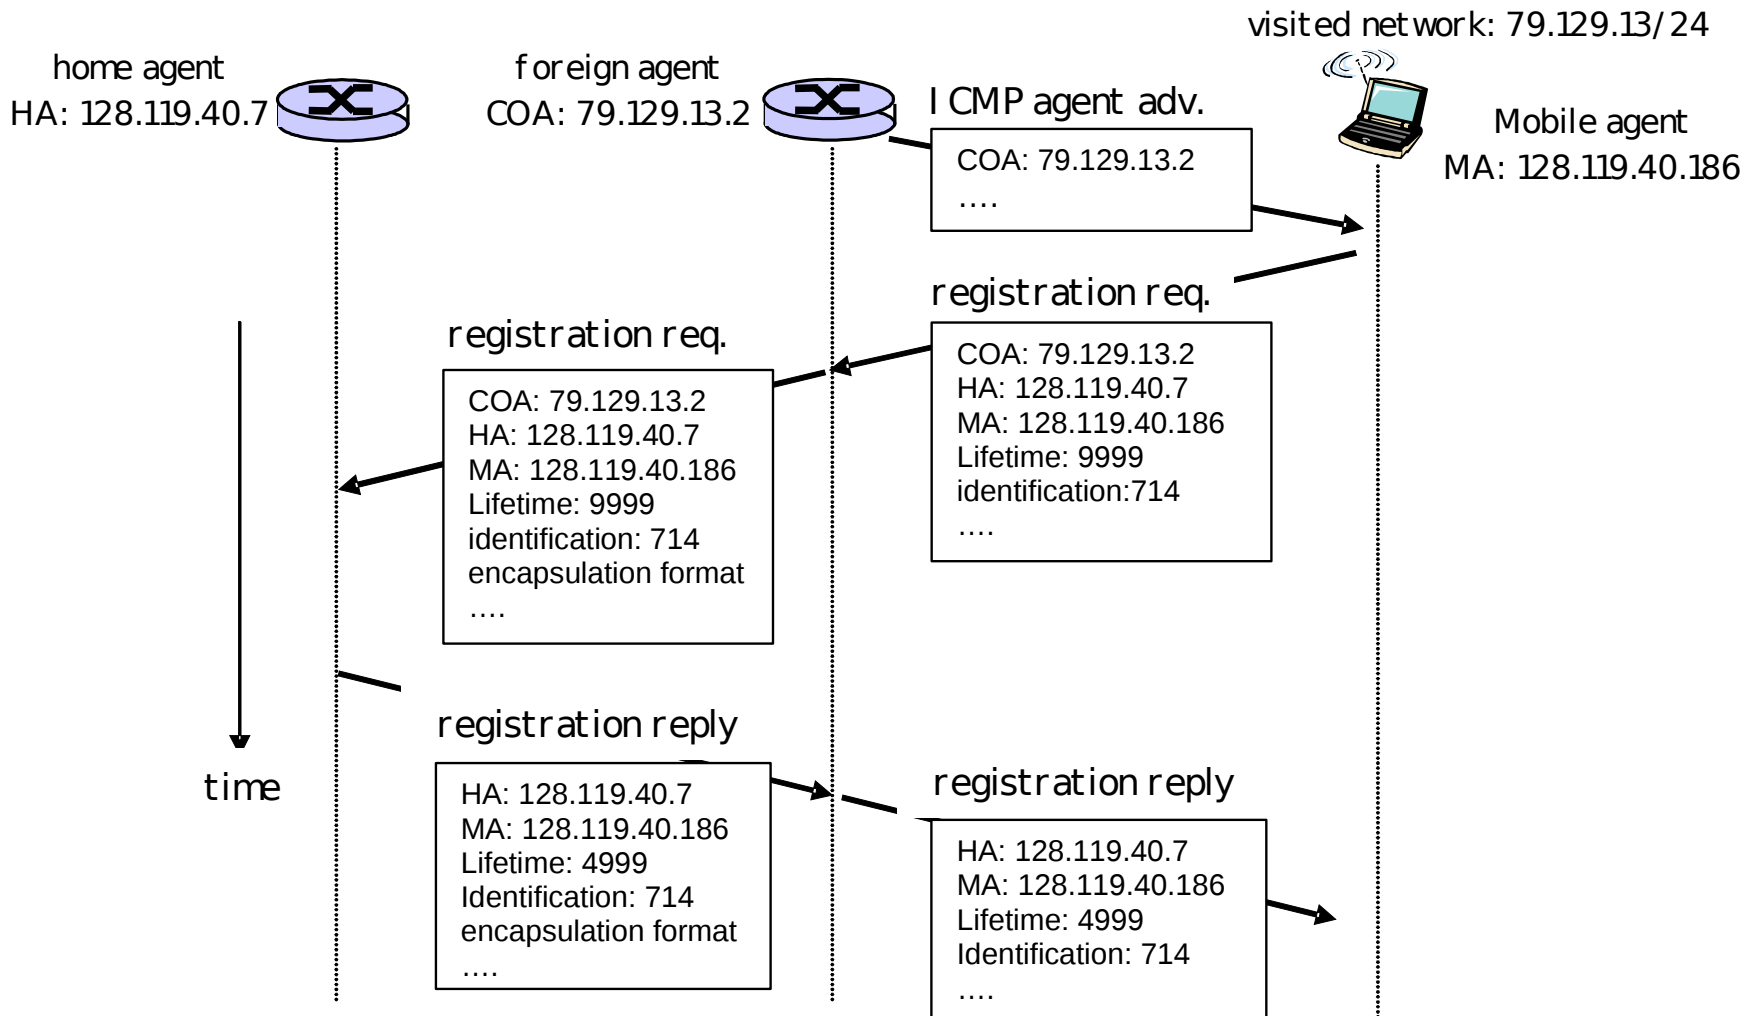 visited network: 79.129.13/24
home agent
HA: 128.119.40.7
foreign agent
COA: 79.129.13.2
ICMP agent adv.
Mobile agent
MA: 128.119.40.186
COA: 79.129.13.2
....
registration req.
COA: 79.129.13.2
HA: 128.119.40.7
MA: 128.119.40.186
Lifetime: 9999
identification:714
....
registration req.
COA: 79.129.13.2
HA: 128.119.40.7
MA: 128.119.40.186
Lifetime: 9999
identification: 714
encapsulation format
....
time
registration reply
HA: 128.119.40.7
MA: 128.119.40.186
Lifetime: 4999
Identification: 714
encapsulation format
....
registration reply
HA: 128.119.40.7
MA: 128.119.40.186
Lifetime: 4999
Identification: 714
....